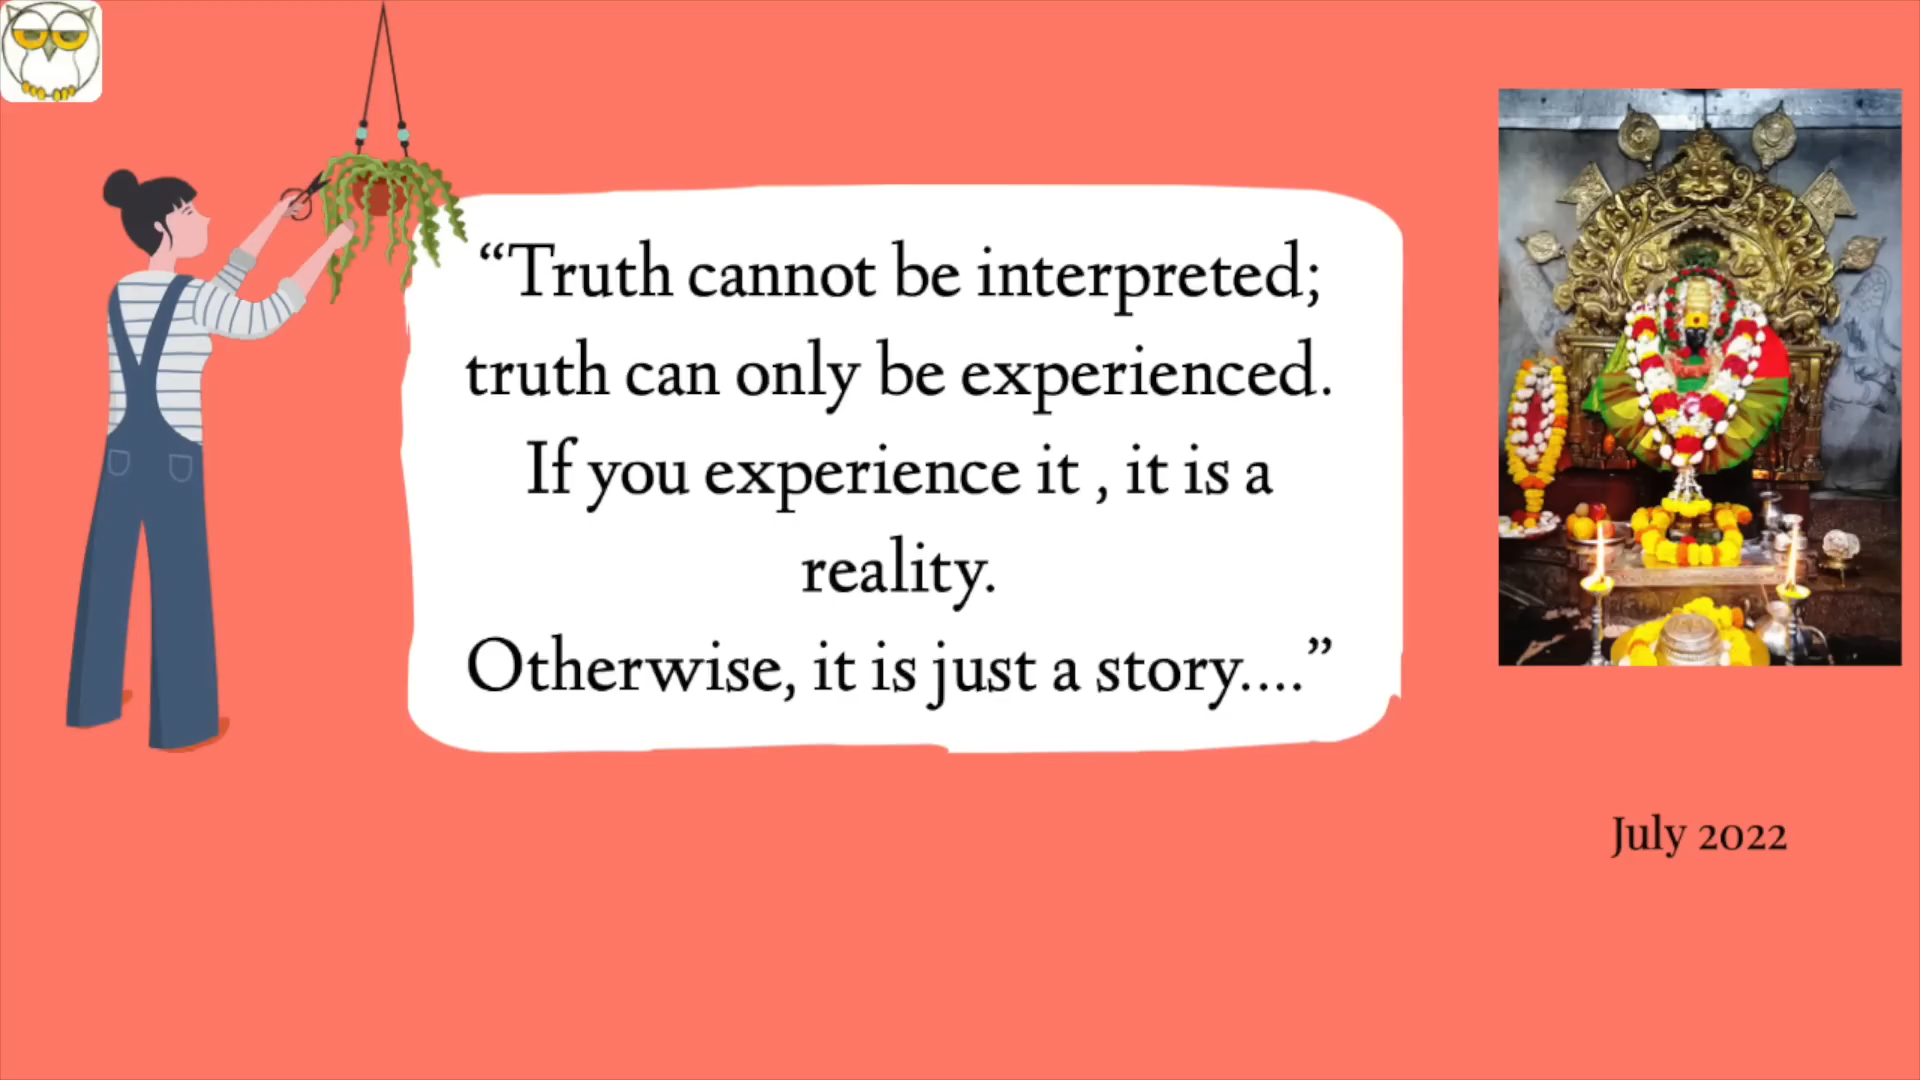 “Truth cannot be interpreted;
truth can only be experienced.
If you experience it , it is a
reality.
Otherwise, it is just a story....”
July 2022